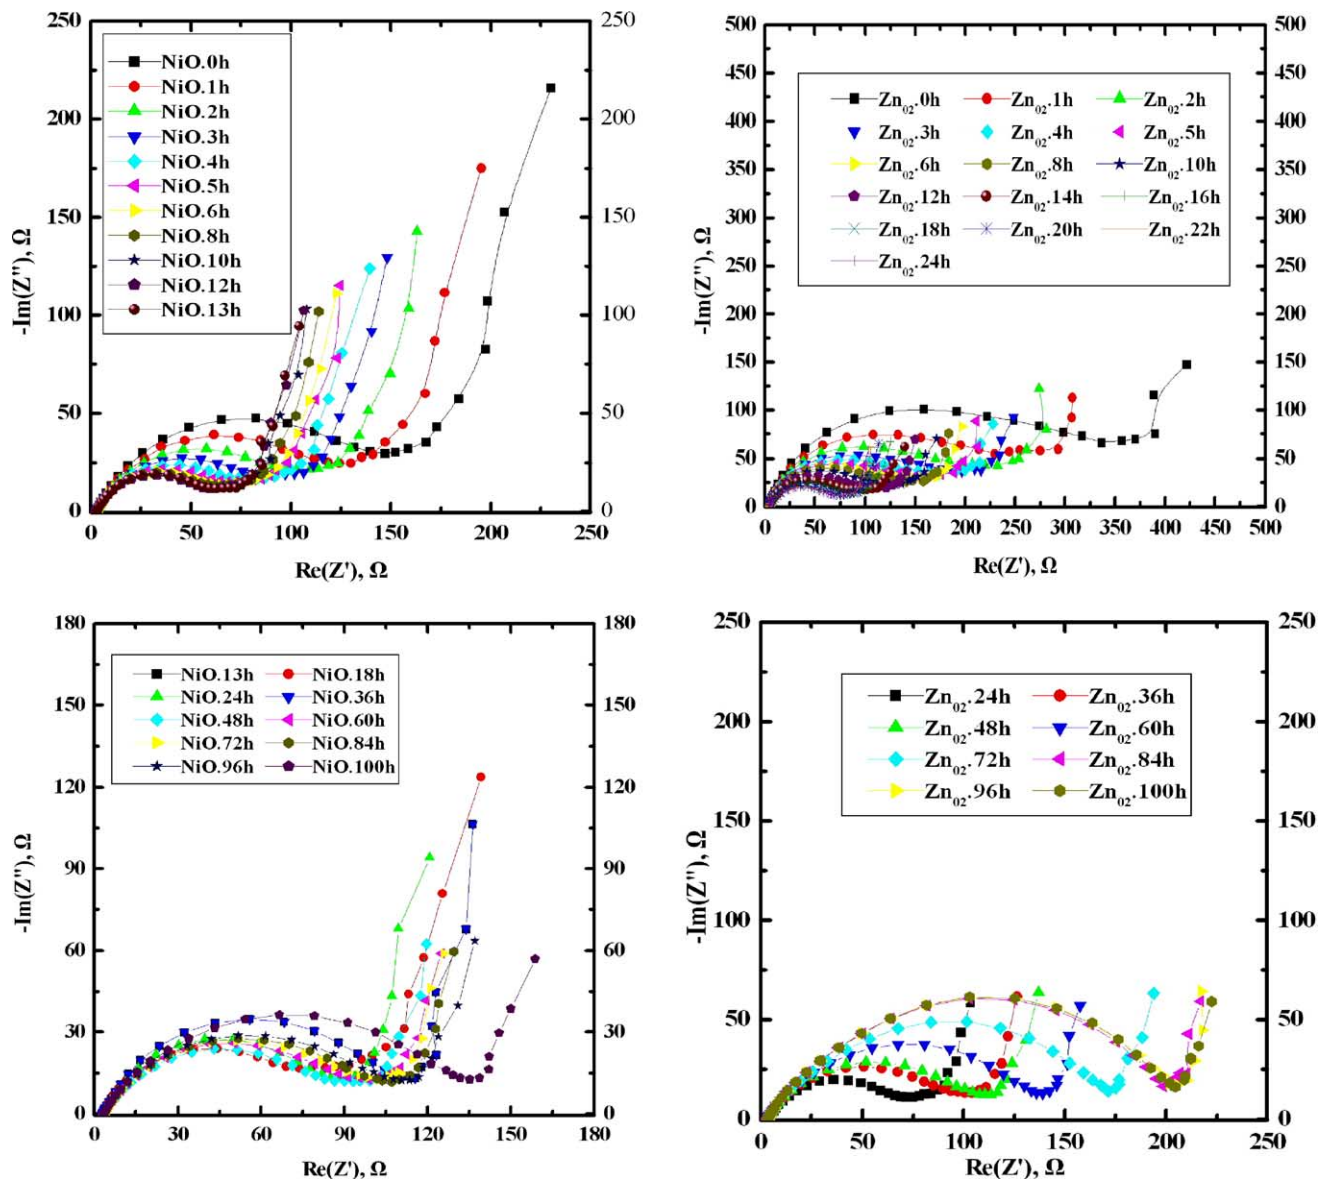 250
250
200
200
150
150
100
100
50
50
0
0
0
50
100
150
200
250
-Im(Z"), Ω
Re(Z'), Ω
NiO.0h
NiO.1h
NiO.2h
NiO.3h
NiO.4h
NiO.5h
NiO.6h
NiO.8h
NiO.10h
NiO.12h
NiO.13h
500
500
450
450
400
400
350
350
300
300
250
250
200
200
150
150
100
100
50
50
0
0
0 50 100 150 200 250 300 350 400 450 500
-Im(Z"), Ω
Re(Z'), Ω
Zn₀₂.0h Zn₀₂.1h Zn₀₂.2h
Zn₀₂.3h Zn₀₂.4h Zn₀₂.5h
Zn₀₂.6h Zn₀₂.8h Zn₀₂.10h
Zn₀₂.12h Zn₀₂.14h Zn₀₂.16h
Zn₀₂.18h Zn₀₂.20h Zn₀₂.22h
Zn₀₂.24h
180
180
150
150
120
120
90
90
60
60
30
30
0
0
0 30 60 90 120 150 180
-Im(Z"), Ω
Re(Z'), Ω
NiO.13h NiO.18h
NiO.24h NiO.36h
NiO.48h NiO.60h
NiO.72h NiO.84h
NiO.96h NiO.100h
250
250
200
200
150
150
100
100
50
50
0
0
0 50 100 150 200 250
-Im(Z"), Ω
Re(Z'), Ω
Zn₀₂.24h Zn₀₂.36h
Zn₀₂.48h Zn₀₂.60h
Zn₀₂.72h Zn₀₂.84h
Zn₀₂.96h Zn₀₂.100h